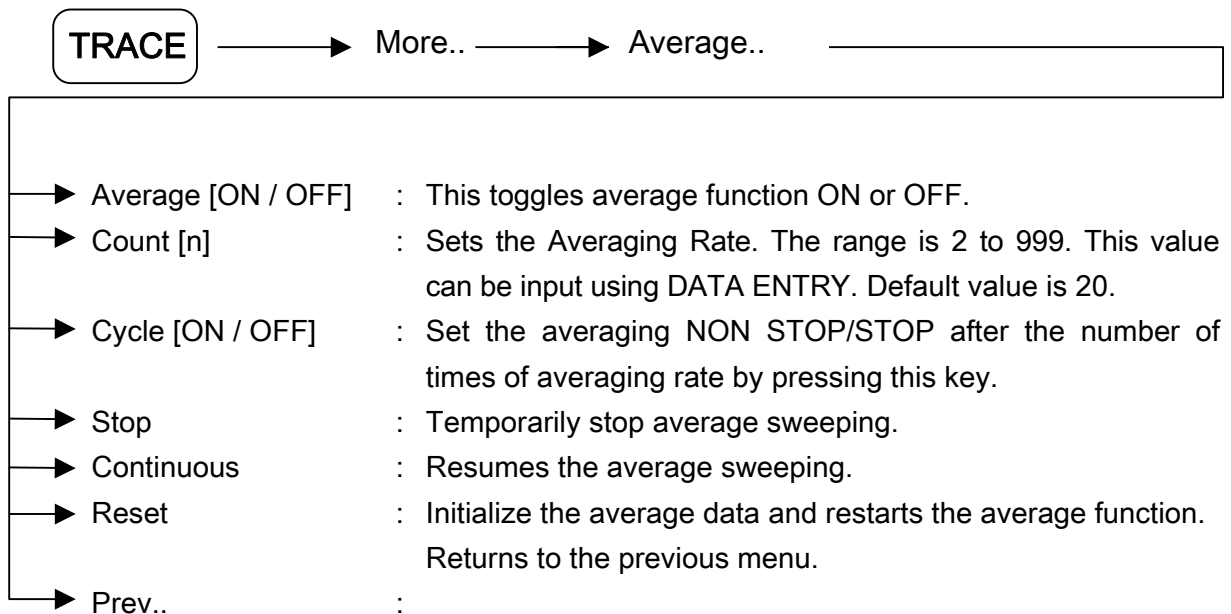 TRACE More.. Average..
Average [ON / OFF] : This toggles average function ON or OFF.
Count [n] : Sets the Averaging Rate. The range is 2 to 999. This value
can be input using DATA ENTRY. Default value is 20.
Cycle [ON / OFF] : Set the averaging NON STOP/STOP after the number of
times of averaging rate by pressing this key.
Stop : Temporarily stop average sweeping.
Continuous : Resumes the average sweeping.
Reset : Initialize the average data and restarts the average function.
Returns to the previous menu.
Prev.. :